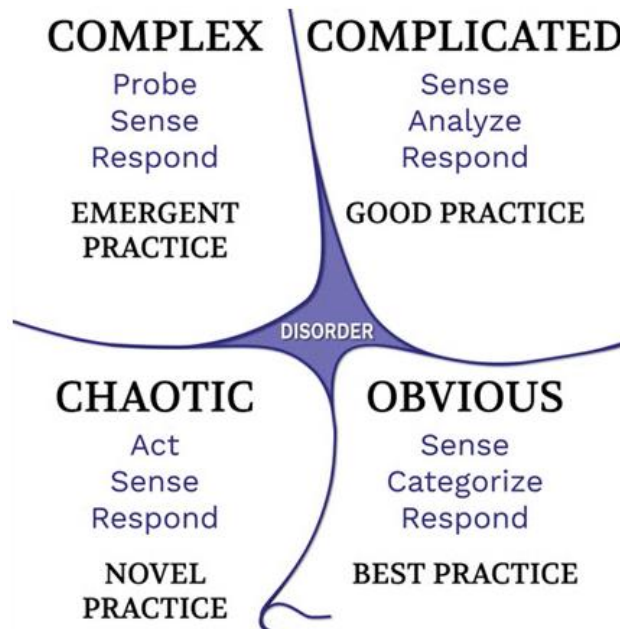 COMPLEX
Probe
Sense
Respond
EMERGENT
PRACTICE
COMPLICATED
Sense
Analyze
Respond
GOOD PRACTICE
DISORDER
CHAOTIC
Act
Sense
Respond
NOVEL
PRACTICE
OBVIOUS
Sense
Categorize
Respond
BEST PRACTICE